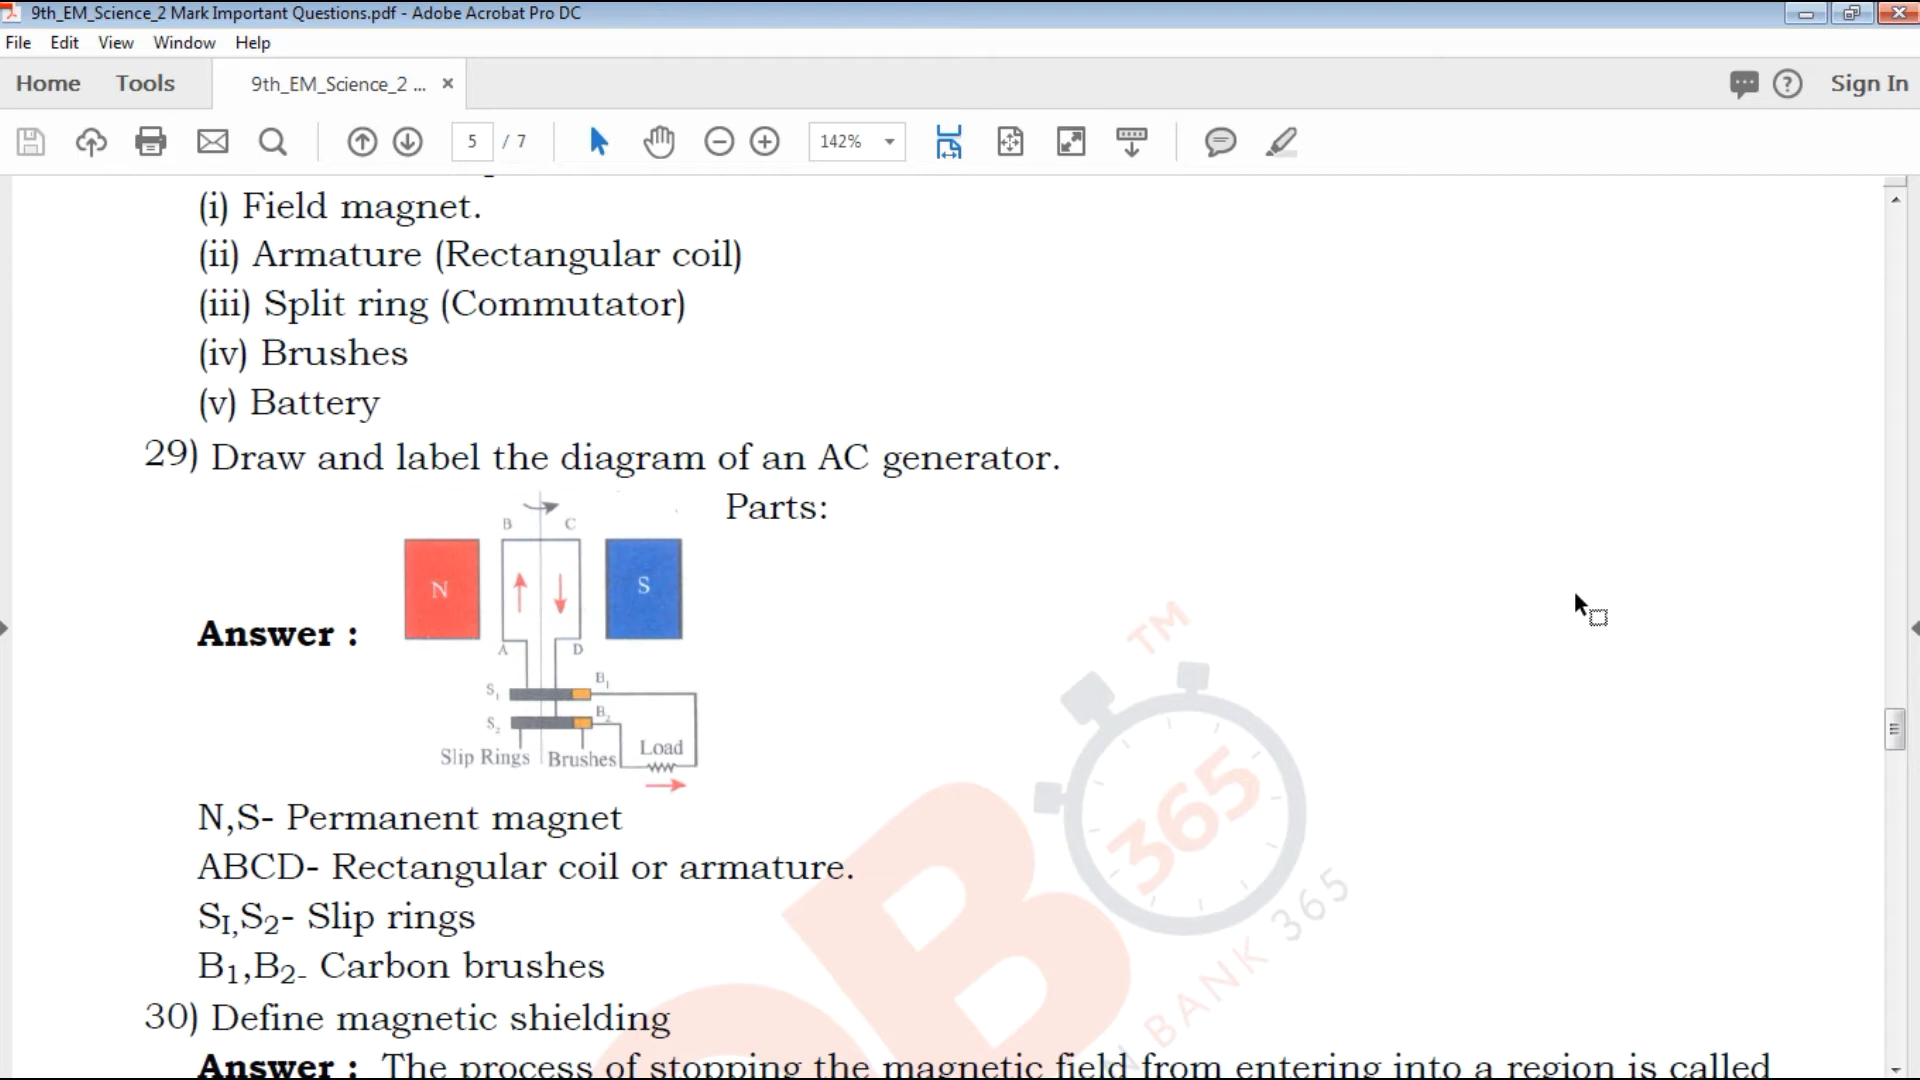 9th_EM_Science_2 Mark Important Questions.pdf - Adobe Acrobat Pro DC
File Edit View Window Help
Home Tools 9th_EM_Science_2 ... × Sign In
5 / 7 142%
(i) Field magnet.
(ii) Armature (Rectangular coil)
(iii) Split ring (Commutator)
(iv) Brushes
(v) Battery
29) Draw and label the diagram of an AC generator.
Parts:
B C
N S
Answer :
A D
S1 B1
S2 B2
Slip Rings Brushes Load
N,S- Permanent magnet
ABCD- Rectangular coil or armature.
SI,S2- Slip rings
B1,B2- Carbon brushes
30) Define magnetic shielding
Answer : The process of stopping the magnetic field from entering into a region is called
TM
365
BANK 365